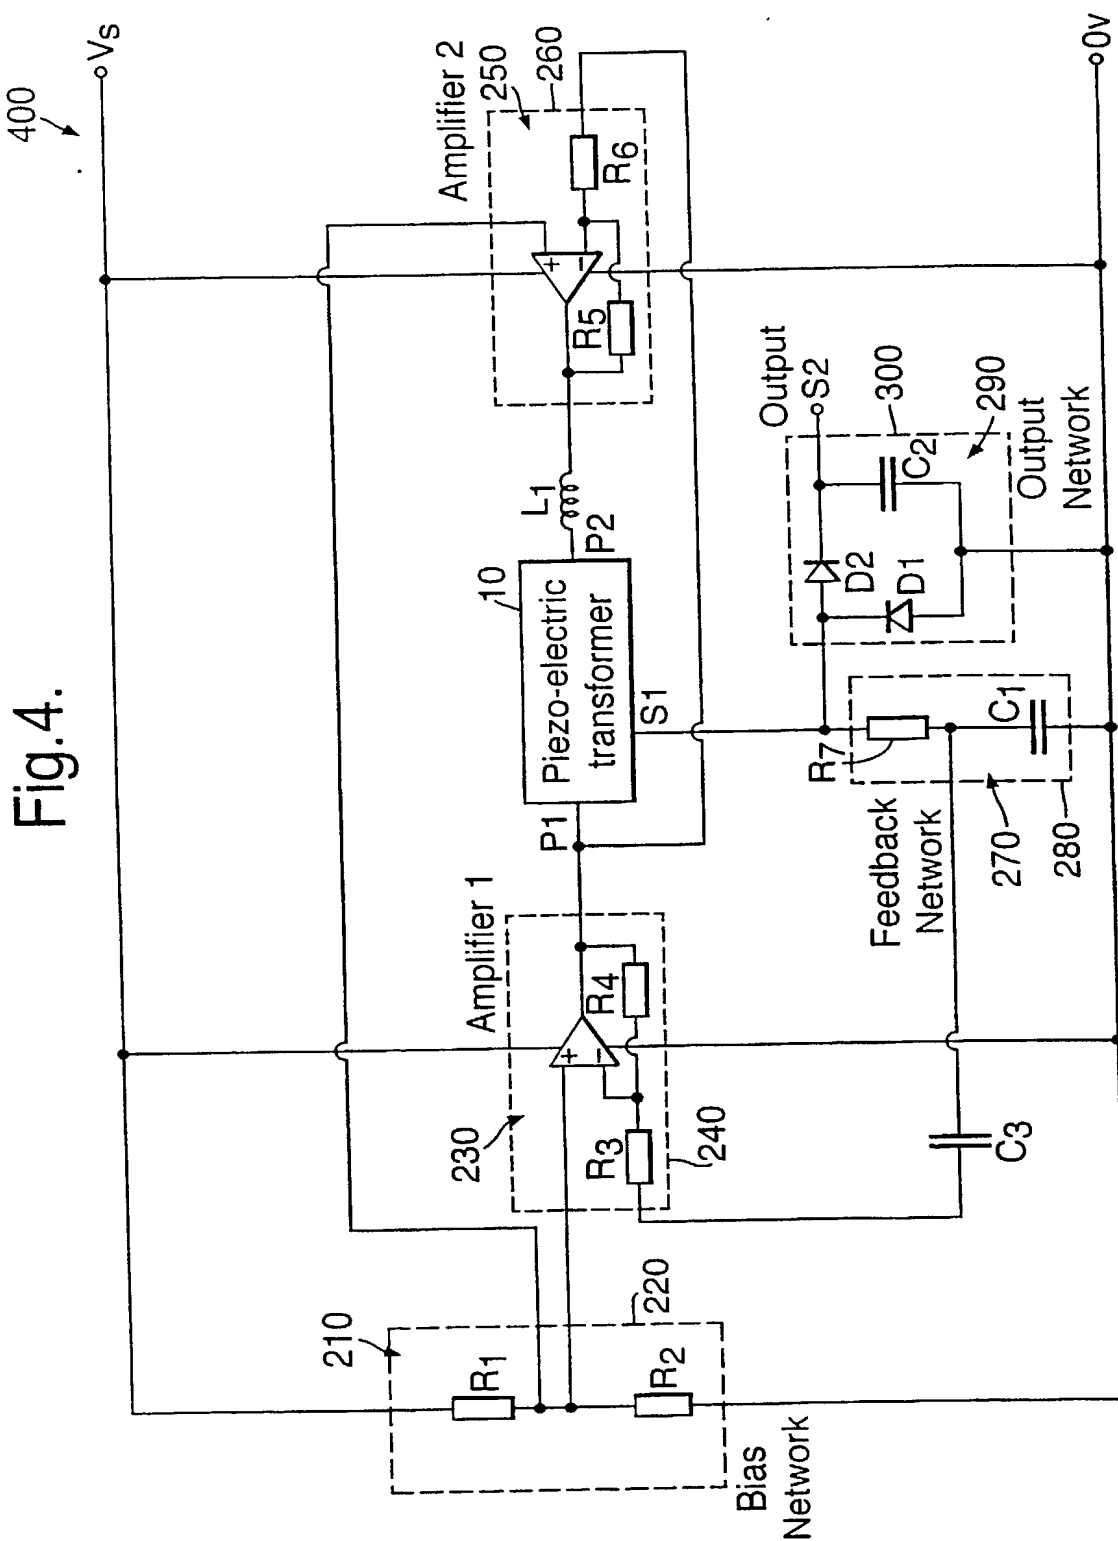 Fig.4.
400
Vs
Amplifier 2
250
260
R6
R5
L1
P2
10
Piezo-electric
transformer
P1
S1
Amplifier 1
230
240
R4
R3
210
220
R1
R2
Bias
Network
C3
Feedback
Network
270
280
R7
C1
Output
S2
300
290
Output
Network
D2
D1
C2
0v
+
−
+
−